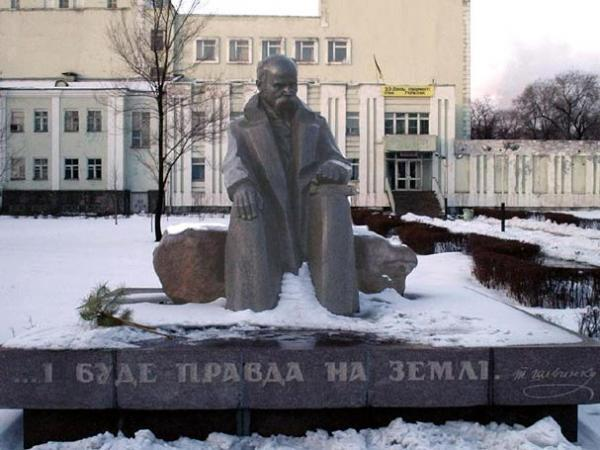 ...І БУДЕ ПРАВДА НА ЗЕМЛІ.
Т. Шевченко